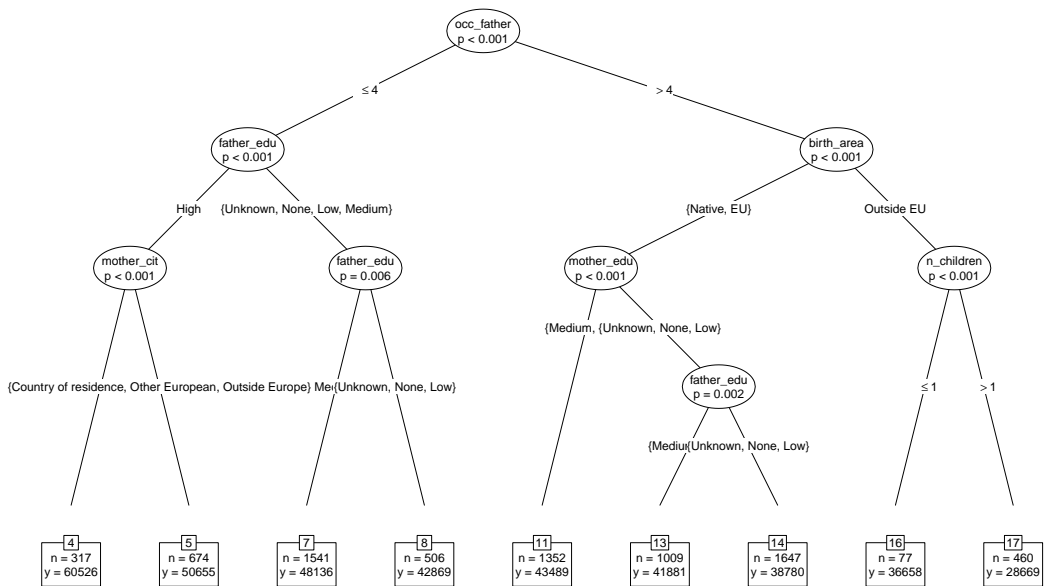 occ_father
p < 0.001
≤ 4
> 4
father_edu
p < 0.001
birth_area
p < 0.001
High
{Unknown, None, Low, Medium}
{Native, EU}
Outside EU
mother_cit
p < 0.001
father_edu
p = 0.006
mother_edu
p < 0.001
n_children
p < 0.001
{Medium, {Unknown, None, Low}
{Country of residence, Other European, Outside Europe}
{Unknown, None, Low}
father_edu
p = 0.002
≤ 1
> 1
{Unknown, None, Low}
4
n = 317
y = 60526
5
n = 674
y = 50655
7
n = 1541
y = 48136
8
n = 506
y = 42869
11
n = 1352
y = 43489
13
n = 1009
y = 41881
14
n = 1647
y = 38780
16
n = 77
y = 36658
17
n = 460
y = 28669